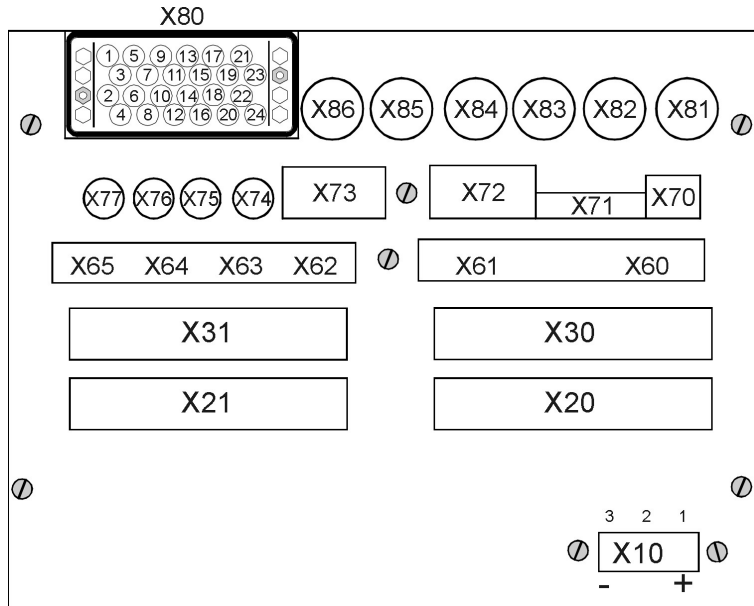 X80
1 5 9 13 17 21
3 7 11 15 19 23
2 6 10 14 18 22
4 8 12 16 20 24
X86 X85 X84 X83 X82 X81
X77 X76 X75 X74 X73 X72 X71 X70
X65 X64 X63 X62 X61 X60
X31 X30
X21 X20
3 2 1
X10
- +